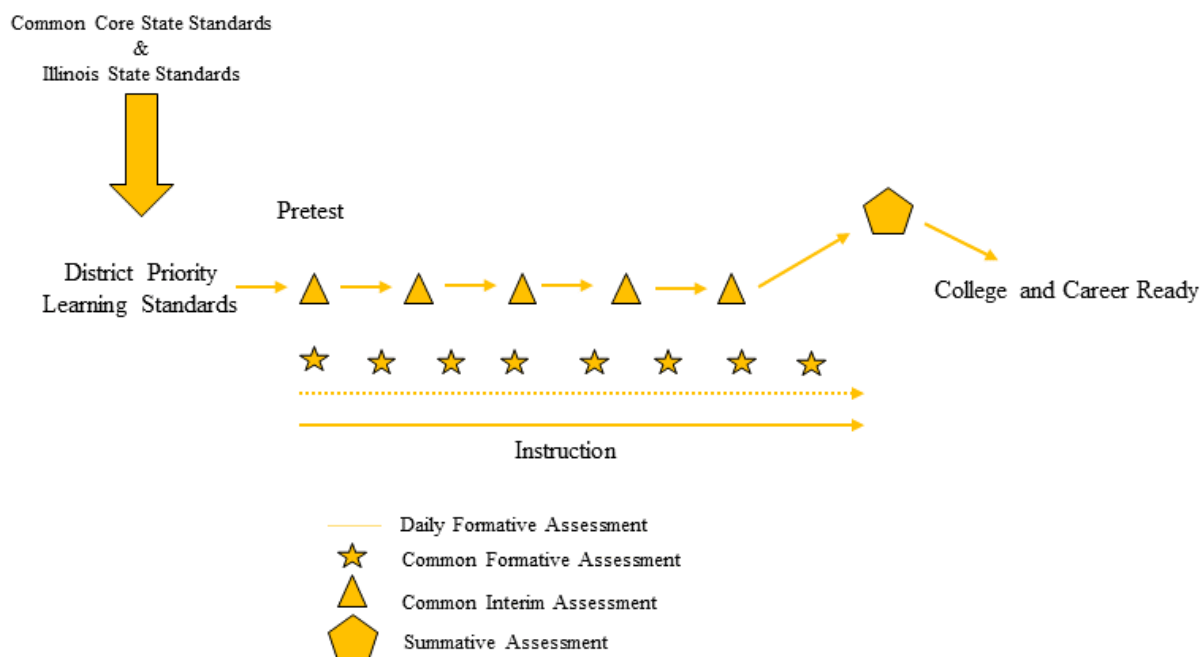 Common Core State Standards
&
Illinois State Standards
Pretest
District Priority
Learning Standards
College and Career Ready
Instruction
Daily Formative Assessment
Common Formative Assessment
Common Interim Assessment
Summative Assessment